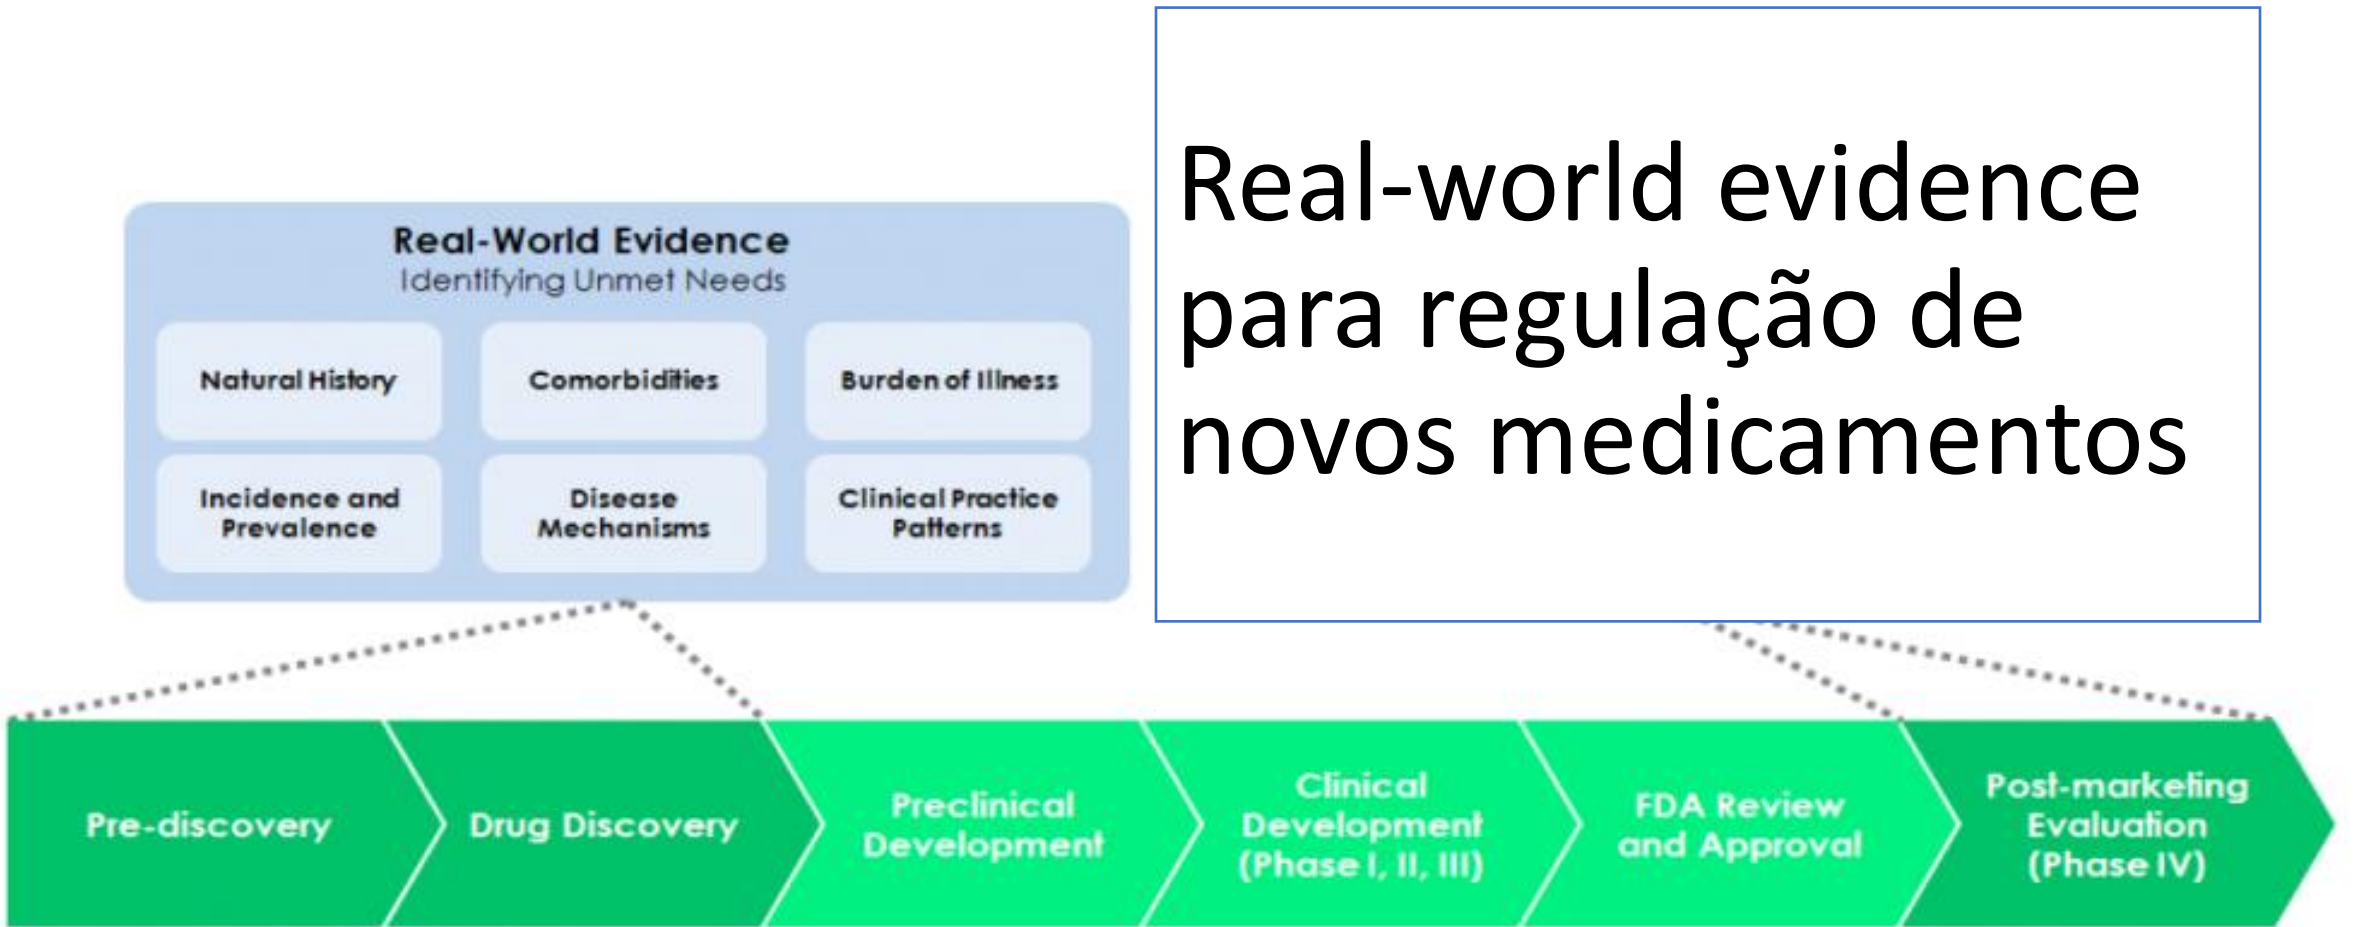 Real-World Evidence
Identifying Unmet Needs
Natural History
Comorbidities
Burden of Illness
Incidence and
Prevalence
Disease
Mechanisms
Clinical Practice
Patterns
Real-world evidence
para regulação de
novos medicamentos
Pre-discovery
Drug Discovery
Preclinical
Development
Clinical
Development
(Phase I, II, III)
FDA Review
and Approval
Post-marketing
Evaluation
(Phase IV)